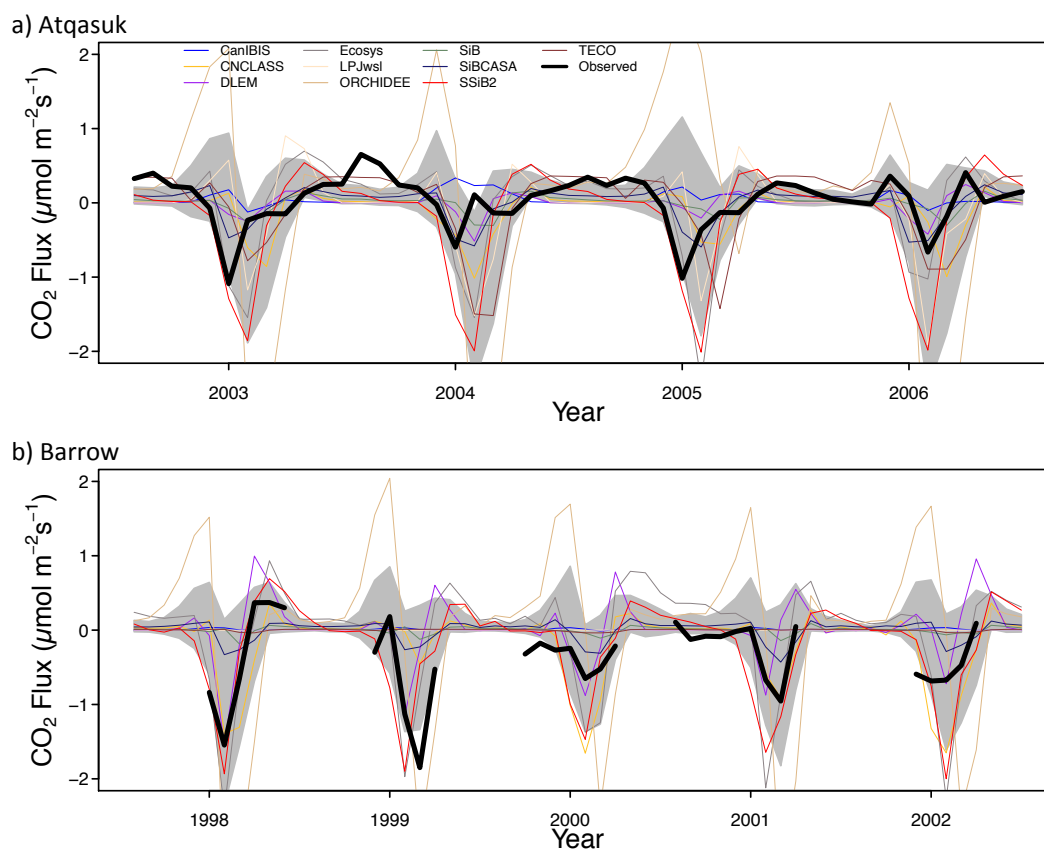 a) Atqasuk
CanIBIS Ecosys SiB TECO
CNCLASS LPJwsl SiBCASA Observed
DLEM ORCHIDEE SSiB2
CO₂ Flux (µmol m⁻²s⁻¹)
2
1
0
−1
−2
2003 2004 2005 2006
Year
b) Barrow
CO₂ Flux (µmol m⁻²s⁻¹)
2
1
0
−1
−2
1998 1999 2000 2001 2002
Year